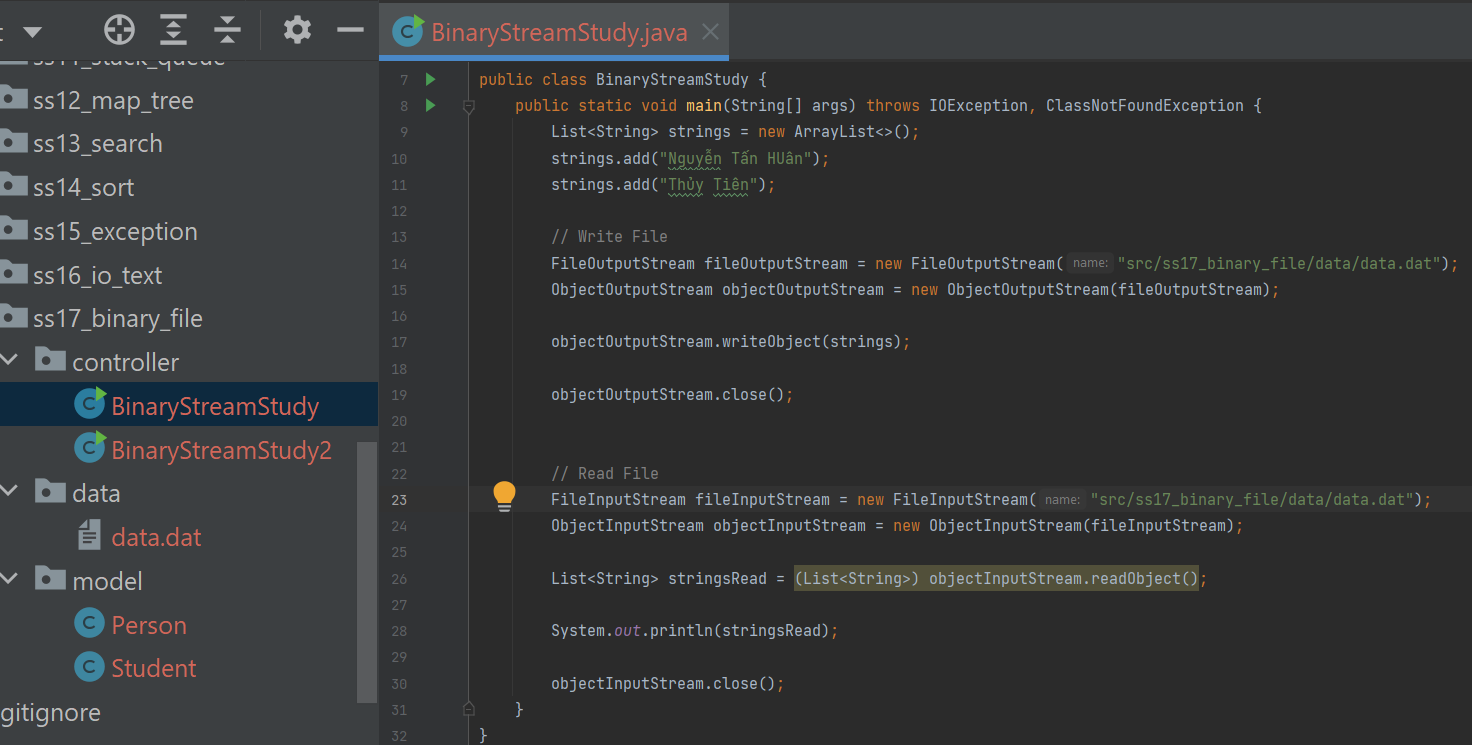 BinaryStreamStudy.java
ss12_map_tree
ss13_search
ss14_sort
ss15_exception
ss16_io_text
ss17_binary_file
controller
BinaryStreamStudy
BinaryStreamStudy2
data
data.dat
model
Person
Student
gitignore
7 public class BinaryStreamStudy {
8 public static void main(String[] args) throws IOException, ClassNotFoundException {
9 List<String> strings = new ArrayList<>();
10 strings.add("Nguyễn Tấn HUân");
11 strings.add("Thủy Tiên");
12
13 // Write File
14 FileOutputStream fileOutputStream = new FileOutputStream( name: "src/ss17_binary_file/data/data.dat");
15 ObjectOutputStream objectOutputStream = new ObjectOutputStream(fileOutputStream);
16
17 objectOutputStream.writeObject(strings);
18
19 objectOutputStream.close();
20
21
22 // Read File
23 FileInputStream fileInputStream = new FileInputStream( name: "src/ss17_binary_file/data/data.dat");
24 ObjectInputStream objectInputStream = new ObjectInputStream(fileInputStream);
25
26 List<String> stringsRead = (List<String>) objectInputStream.readObject();
27
28 System.out.println(stringsRead);
29
30 objectInputStream.close();
31 }
32 }